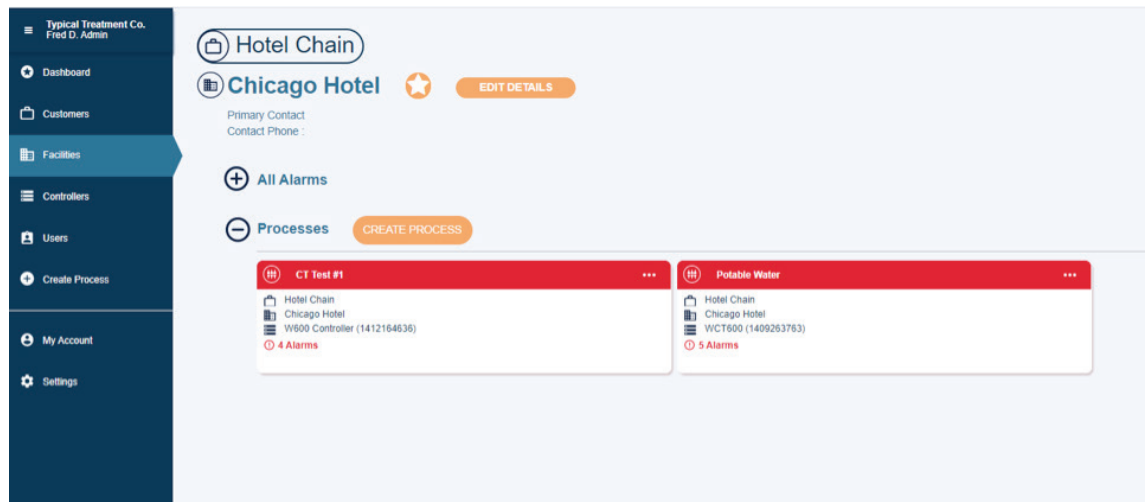 Typical Treatment Co.
Fred D. Admin
Dashboard
Customers
Facilities
Controllers
Users
Create Process
My Account
Settings
Hotel Chain
Chicago Hotel
EDIT DETAILS
Primary Contact
Contact Phone :
All Alarms
Processes
CREATE PROCESS
CT Test #1
Hotel Chain
Chicago Hotel
W600 Controller (1412164636)
4 Alarms
Potable Water
Hotel Chain
Chicago Hotel
WCT600 (1409263763)
5 Alarms